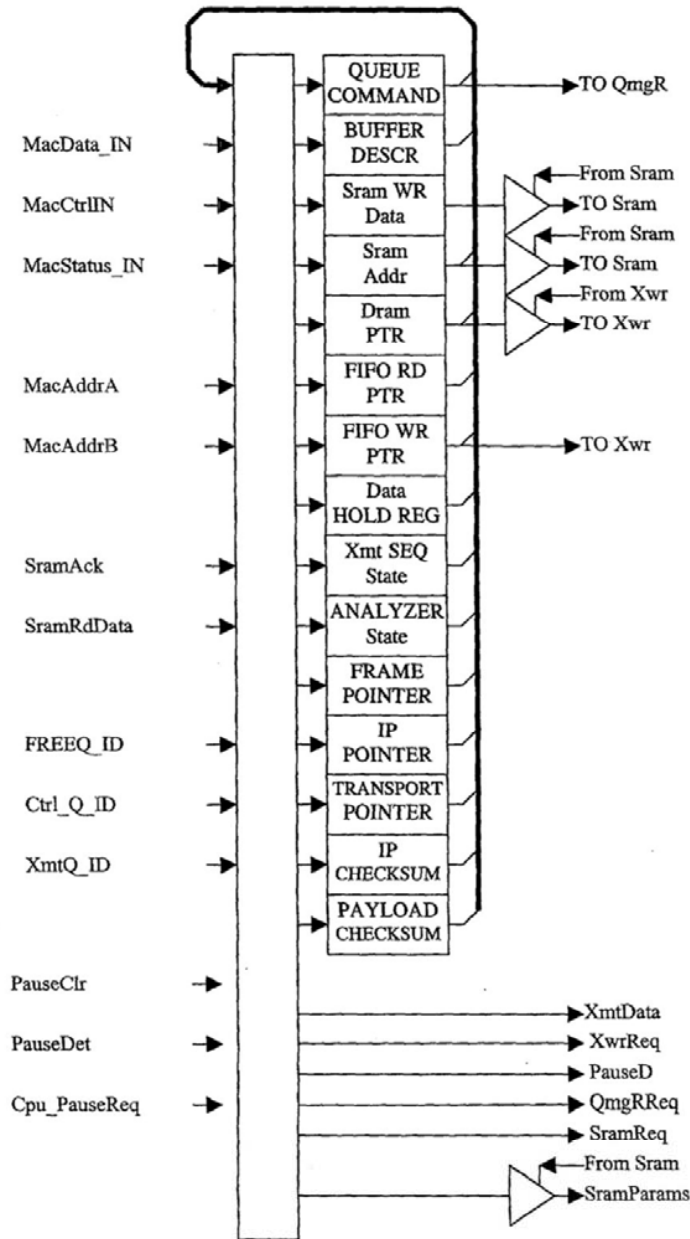 QUEUE
COMMAND
TO QmgR
MacData_IN
BUFFER
DESCR
From Sram
MacCtrlIN
Sram WR
Data
TO Sram
From Sram
MacStatus_IN
Sram
Addr
TO Sram
From Xwr
Dram
PTR
TO Xwr
MacAddrA
FIFO RD
PTR
MacAddrB
FIFO WR
PTR
TO Xwr
Data
HOLD REG
SramAck
Xmt SEQ
State
SramRdData
ANALYZER
State
FRAME
POINTER
FREEQ_ID
IP
POINTER
Ctrl_Q_ID
TRANSPORT
POINTER
XmtQ_ID
IP
CHECKSUM
PAYLOAD
CHECKSUM
PauseClr
XmtData
PauseDet
XwrReq
PauseD
Cpu_PauseReq
QmgRReq
SramReq
From Sram
SramParams